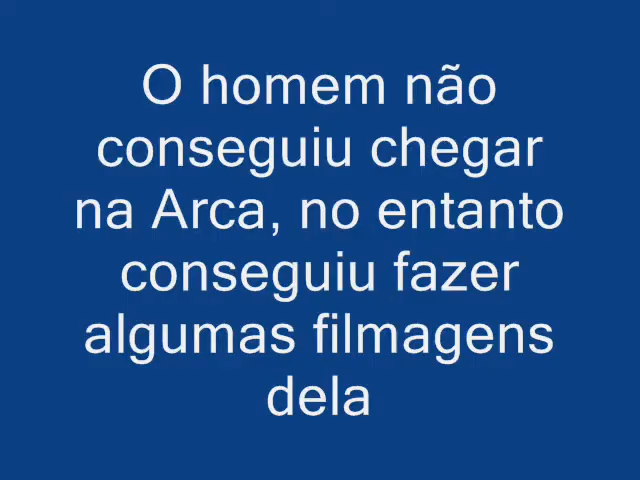 O homem não
conseguiu chegar
na Arca, no entanto
conseguiu fazer
algumas filmagens
dela